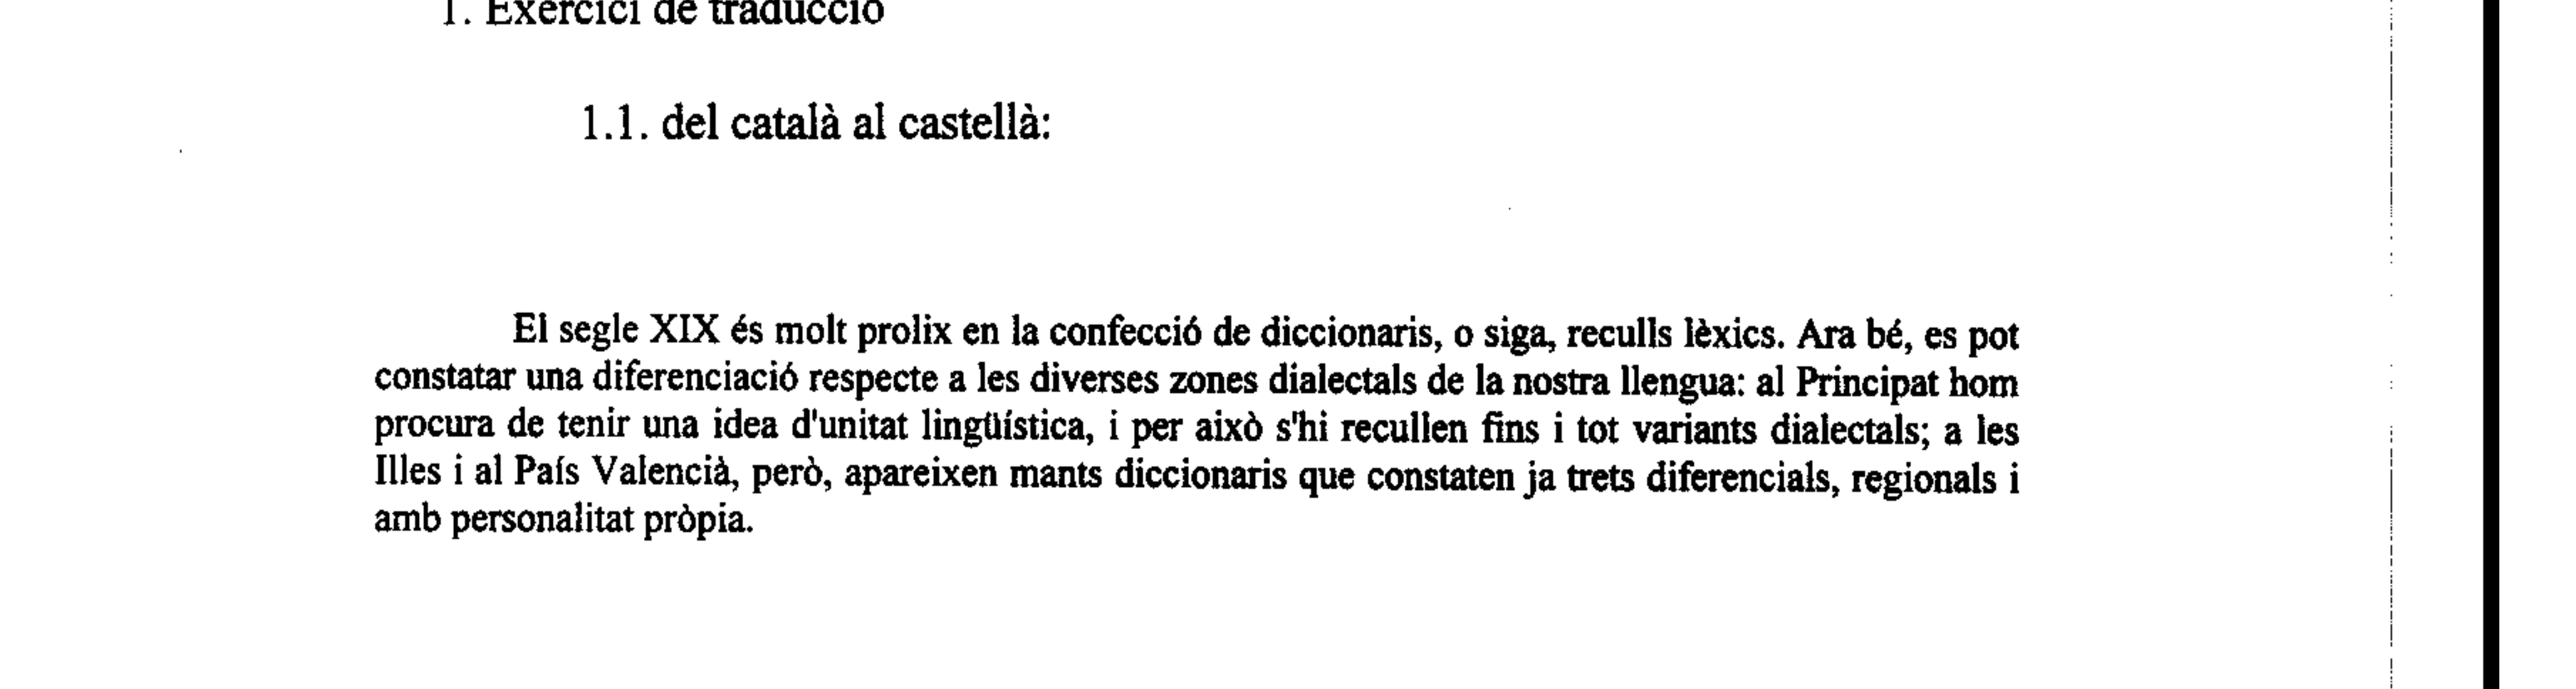 1. Exercici de traducció
1.1. del català al castellà:
El segle XIX és molt prolix en la confecció de diccionaris, o siga, reculls lèxics. Ara bé, es pot
constatar una diferenciació respecte a les diverses zones dialectals de la nostra llengua: al Principat hom
procura de tenir una idea d'unitat lingüística, i per això s'hi recullen fins i tot variants dialectals; a les
Illes i al País Valencià, però, apareixen mants diccionaris que constaten ja trets diferencials, regionals i
amb personalitat pròpia.